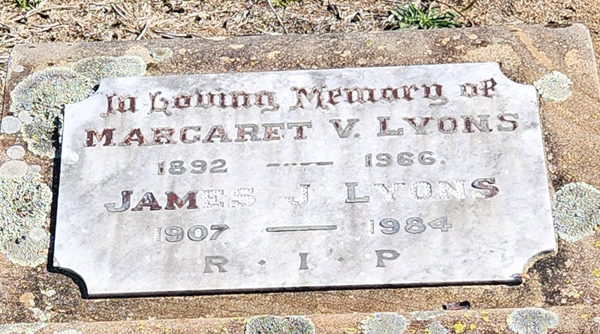 In Loving Memory of
MARGARET V. LYONS
1892 — 1966.
JAMES J LYONS
1907 — 1984
R · I · P